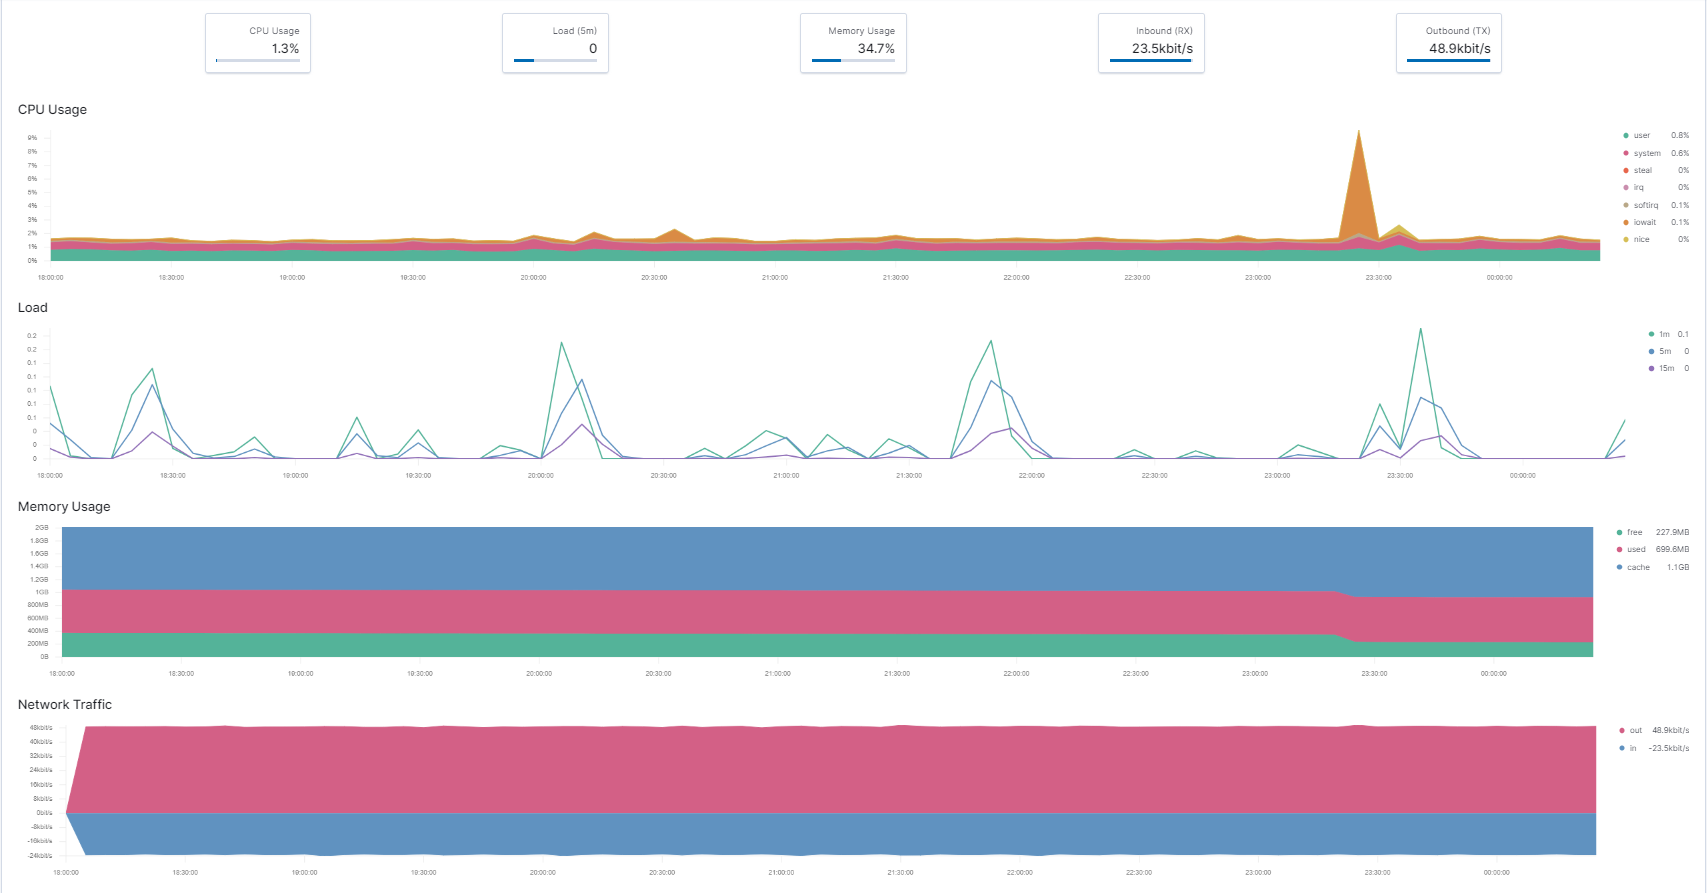 CPU Usage
1.3%
Load (5m)
0
Memory Usage
34.7%
Inbound (RX)
23.5kbit/s
Outbound (TX)
48.9kbit/s
CPU Usage
9%
8%
7%
6%
5%
4%
3%
2%
1%
0%
18:00:00 18:30:00 19:00:00 19:30:00 20:00:00 20:30:00 21:00:00 21:30:00 22:00:00 22:30:00 23:00:00 23:30:00 00:00:00
user 0.8%
system 0.6%
steal 0%
irq 0%
softirq 0.1%
iowait 0.1%
nice 0%
Load
0.2
0.2
0.1
0.1
0.1
0.1
0
0
0
0
18:00:00 18:30:00 19:00:00 19:30:00 20:00:00 20:30:00 21:00:00 21:30:00 22:00:00 22:30:00 23:00:00 23:30:00 00:00:00
1m 0.1
5m 0
15m 0
Memory Usage
2GB
1.8GB
1.6GB
1.4GB
1.2GB
1GB
800MB
600MB
400MB
200MB
0B
18:00:00 18:30:00 19:00:00 19:30:00 20:00:00 20:30:00 21:00:00 21:30:00 22:00:00 22:30:00 23:00:00 23:30:00 00:00:00
free 227.9MB
used 699.6MB
cache 1.1GB
Network Traffic
48kbit/s
40kbit/s
32kbit/s
24kbit/s
16kbit/s
8kbit/s
0bit/s
-8kbit/s
-16kbit/s
-24kbit/s
18:00:00 18:30:00 19:00:00 19:30:00 20:00:00 20:30:00 21:00:00 21:30:00 22:00:00 22:30:00 23:00:00 23:30:00 00:00:00
out 48.9kbit/s
in -23.5kbit/s